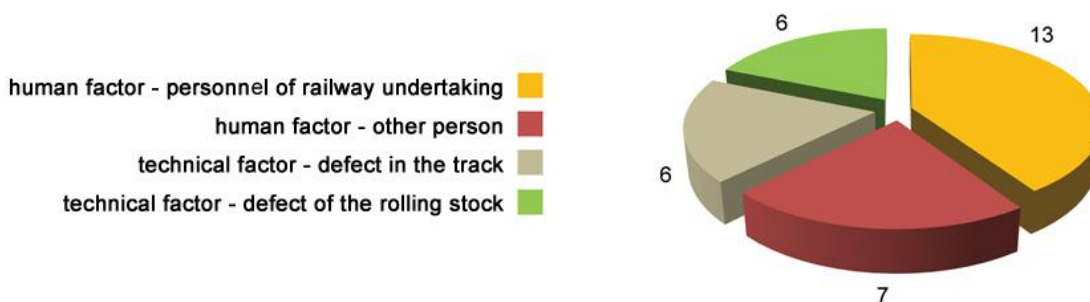 human factor - personnel of railway undertaking
human factor - other person
technical factor - defect in the track
technical factor - defect of the rolling stock
6
13
6
7